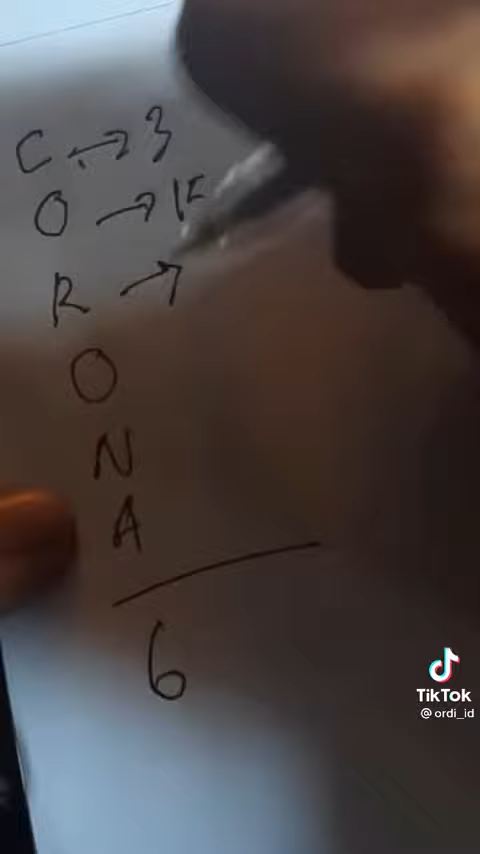 C → 3
O → 15
R →
O
N
A
6
TikTok
@ordi_id